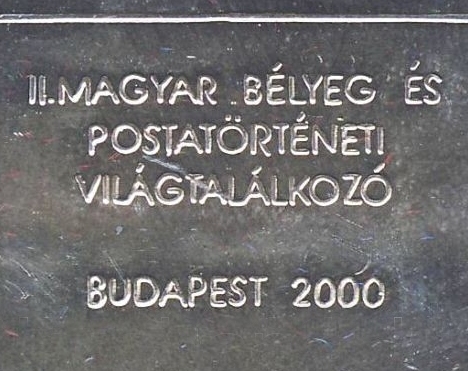 II. MAGYAR BÉLYEG ÉS
POSTATÖRTÉNETI
VILÁGTALÁLKOZÓ
BUDAPEST 2000